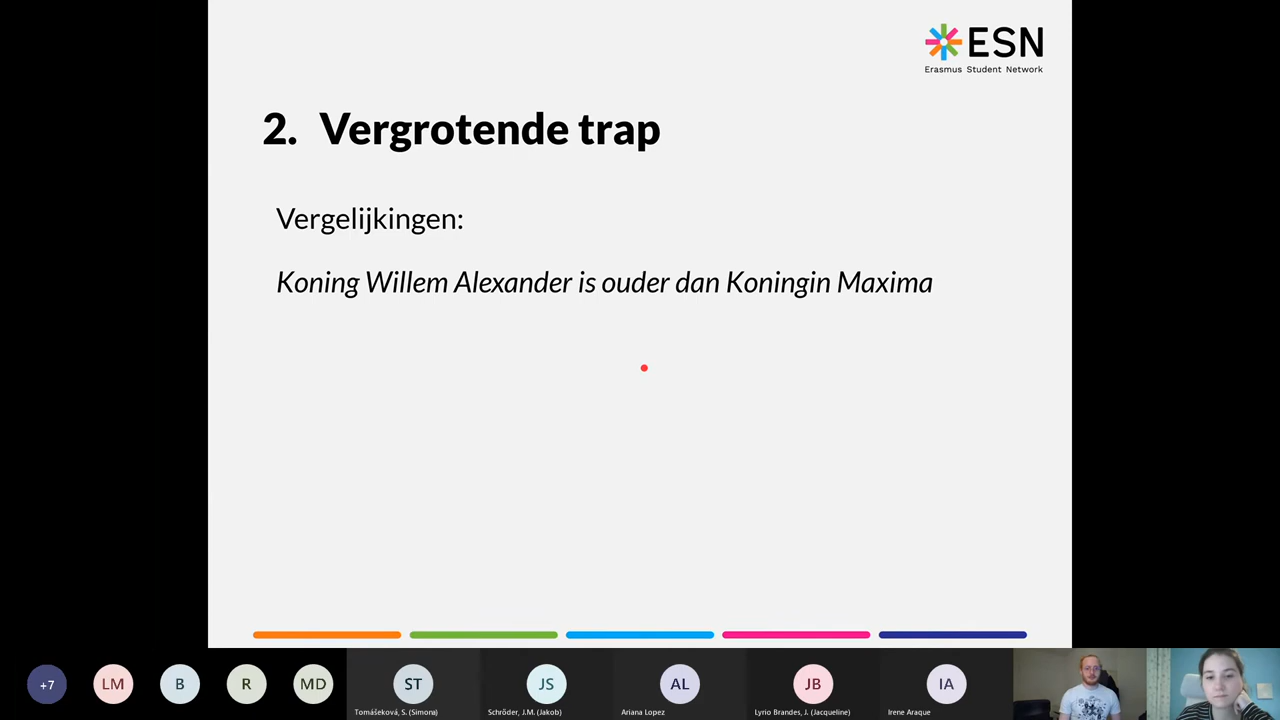 ESN
Erasmus Student Network
2. Vergrotende trap
Vergelijkingen:
Koning Willem Alexander is ouder dan Koningin Maxima
+7
LM
B
R
MD
ST
JS
AL
JB
IA
Tomášeková, S. (Simona)
Schröder, J.M. (Jakob)
Ariana Lopez
Lyrio Brandes, J. (Jacqueline)
Irene Araque